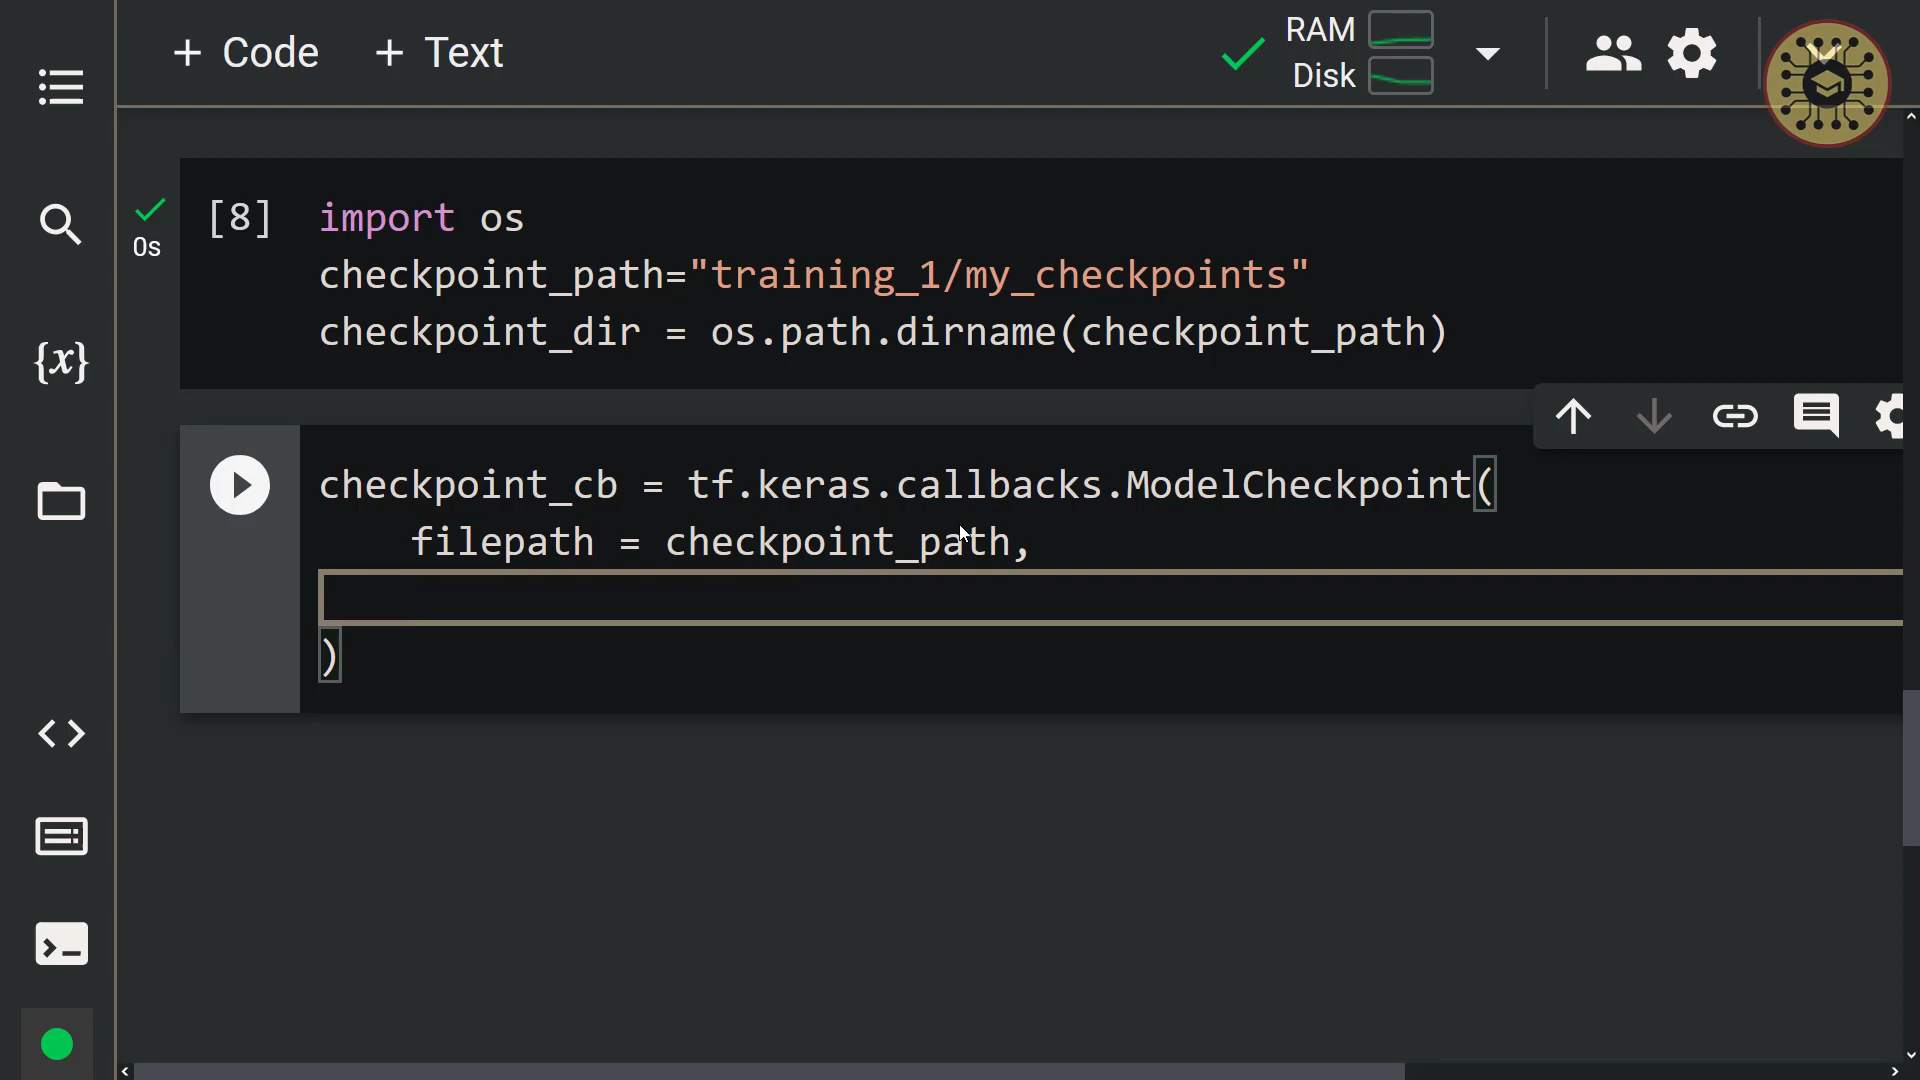 + Code + Text
RAM
Disk
[8] import os
0s
checkpoint_path="training_1/my_checkpoints"
checkpoint_dir = os.path.dirname(checkpoint_path)
{x}
checkpoint_cb = tf.keras.callbacks.ModelCheckpoint(
filepath = checkpoint_path,
)